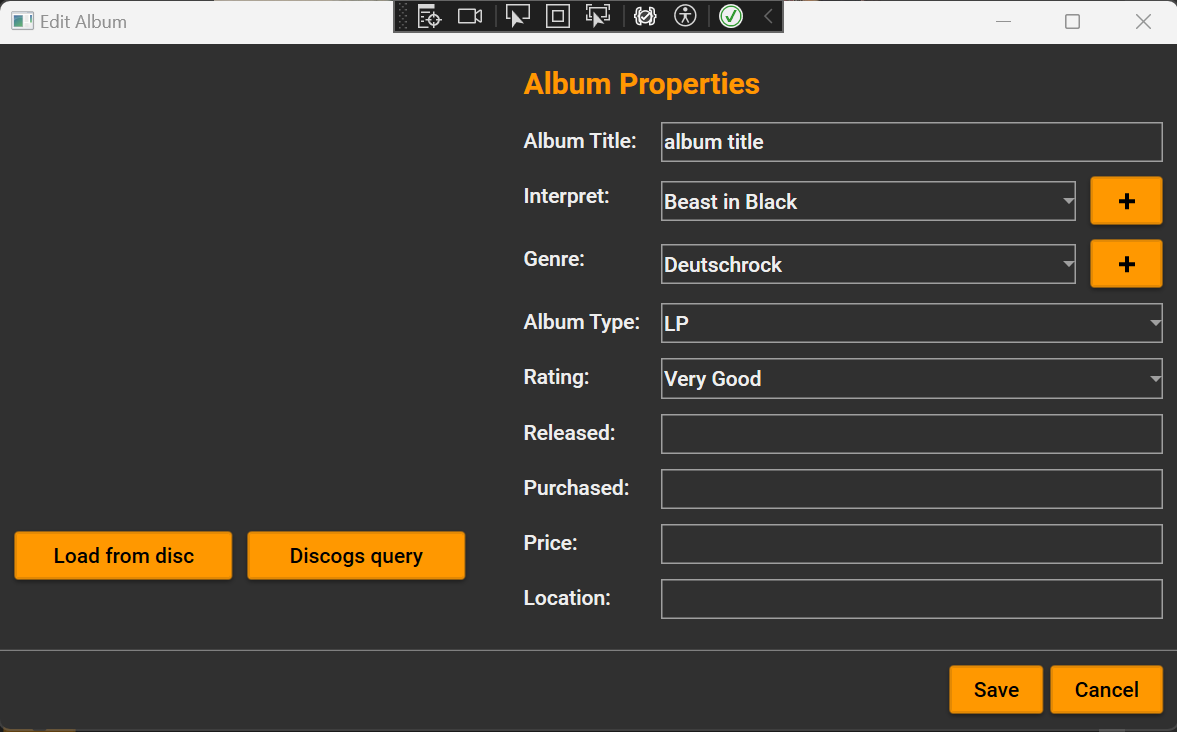 Edit Album
Album Properties
Album Title: album title
Interpret: Beast in Black +
Genre: Deutschrock +
Album Type: LP
Rating: Very Good
Released:
Purchased:
Price:
Location:
Load from disc Discogs query
Save Cancel